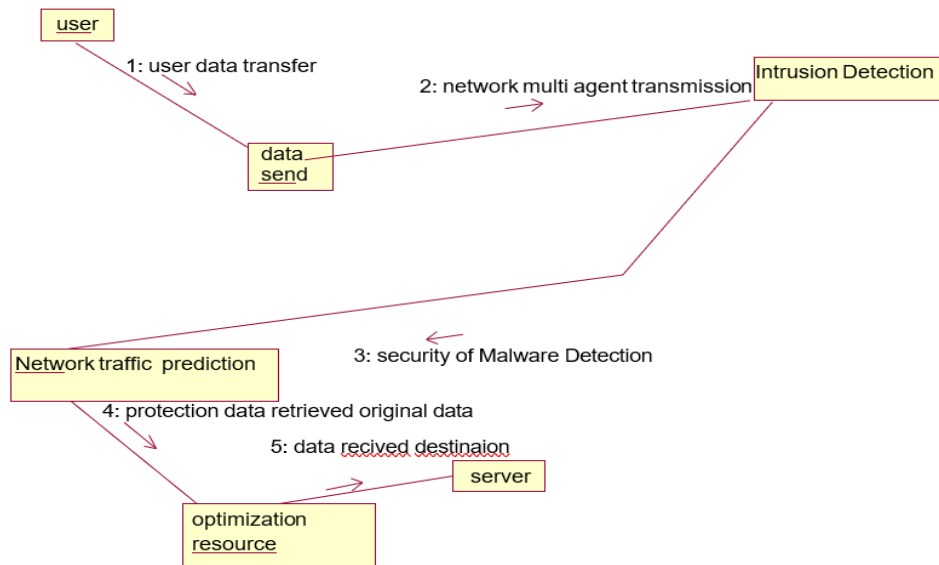 user
1: user data transfer
2: network multi agent transmission
Intrusion Detection
data
send
3: security of Malware Detection
Network traffic prediction
4: protection data retrieved original data
5: data recived destinaion
server
optimization
resource